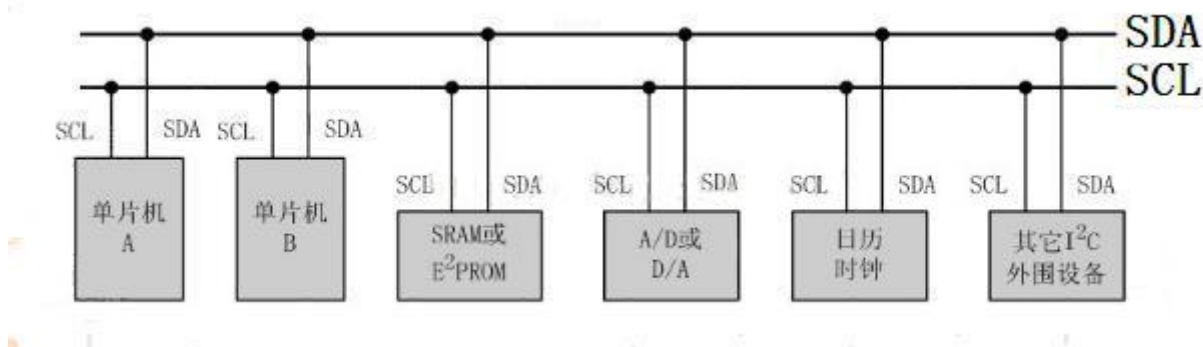 SDA
SCL
SCL SDA SCL SDA
SCL SDA SCL SDA SCL SDA SCL SDA
单片机
A
单片机
B
SRAM或
E²PROM
A/D或
D/A
日历
时钟
其它I²C
外围设备